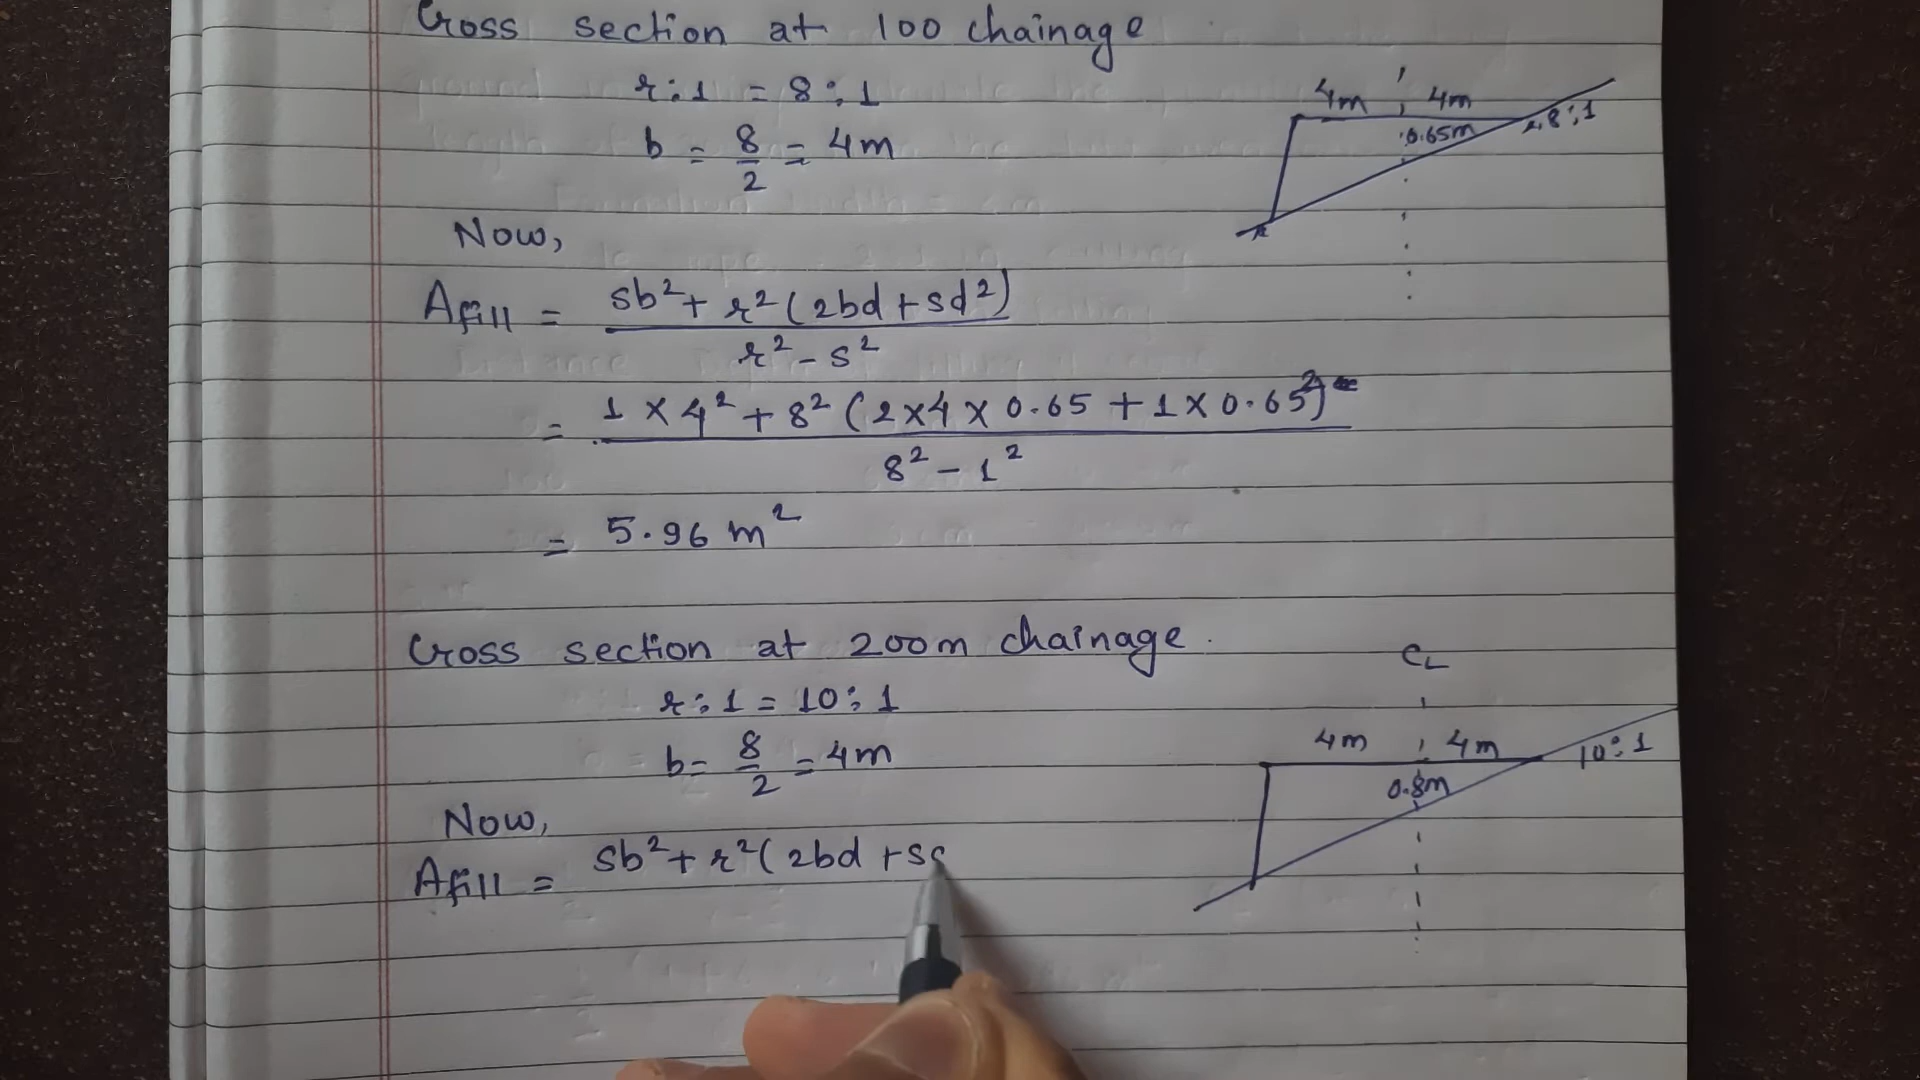 Cross section at 100 chainage
r:1 = 8:1
b = 8/2 = 4m
4m 4m
0.65m 8:1
Now,
Afill = sb²+ r²(2bd+sd²)
r²-s²
= 1×4²+8²(2×4×0.65+1×0.65²)
8²-1²
= 5.96 m²
Cross section at 200m chainage.
CL
r:1 = 10:1
b= 8/2 = 4m
4m 4m 10:1
0.8m
Now,
Afill = sb²+r²(2bd+s